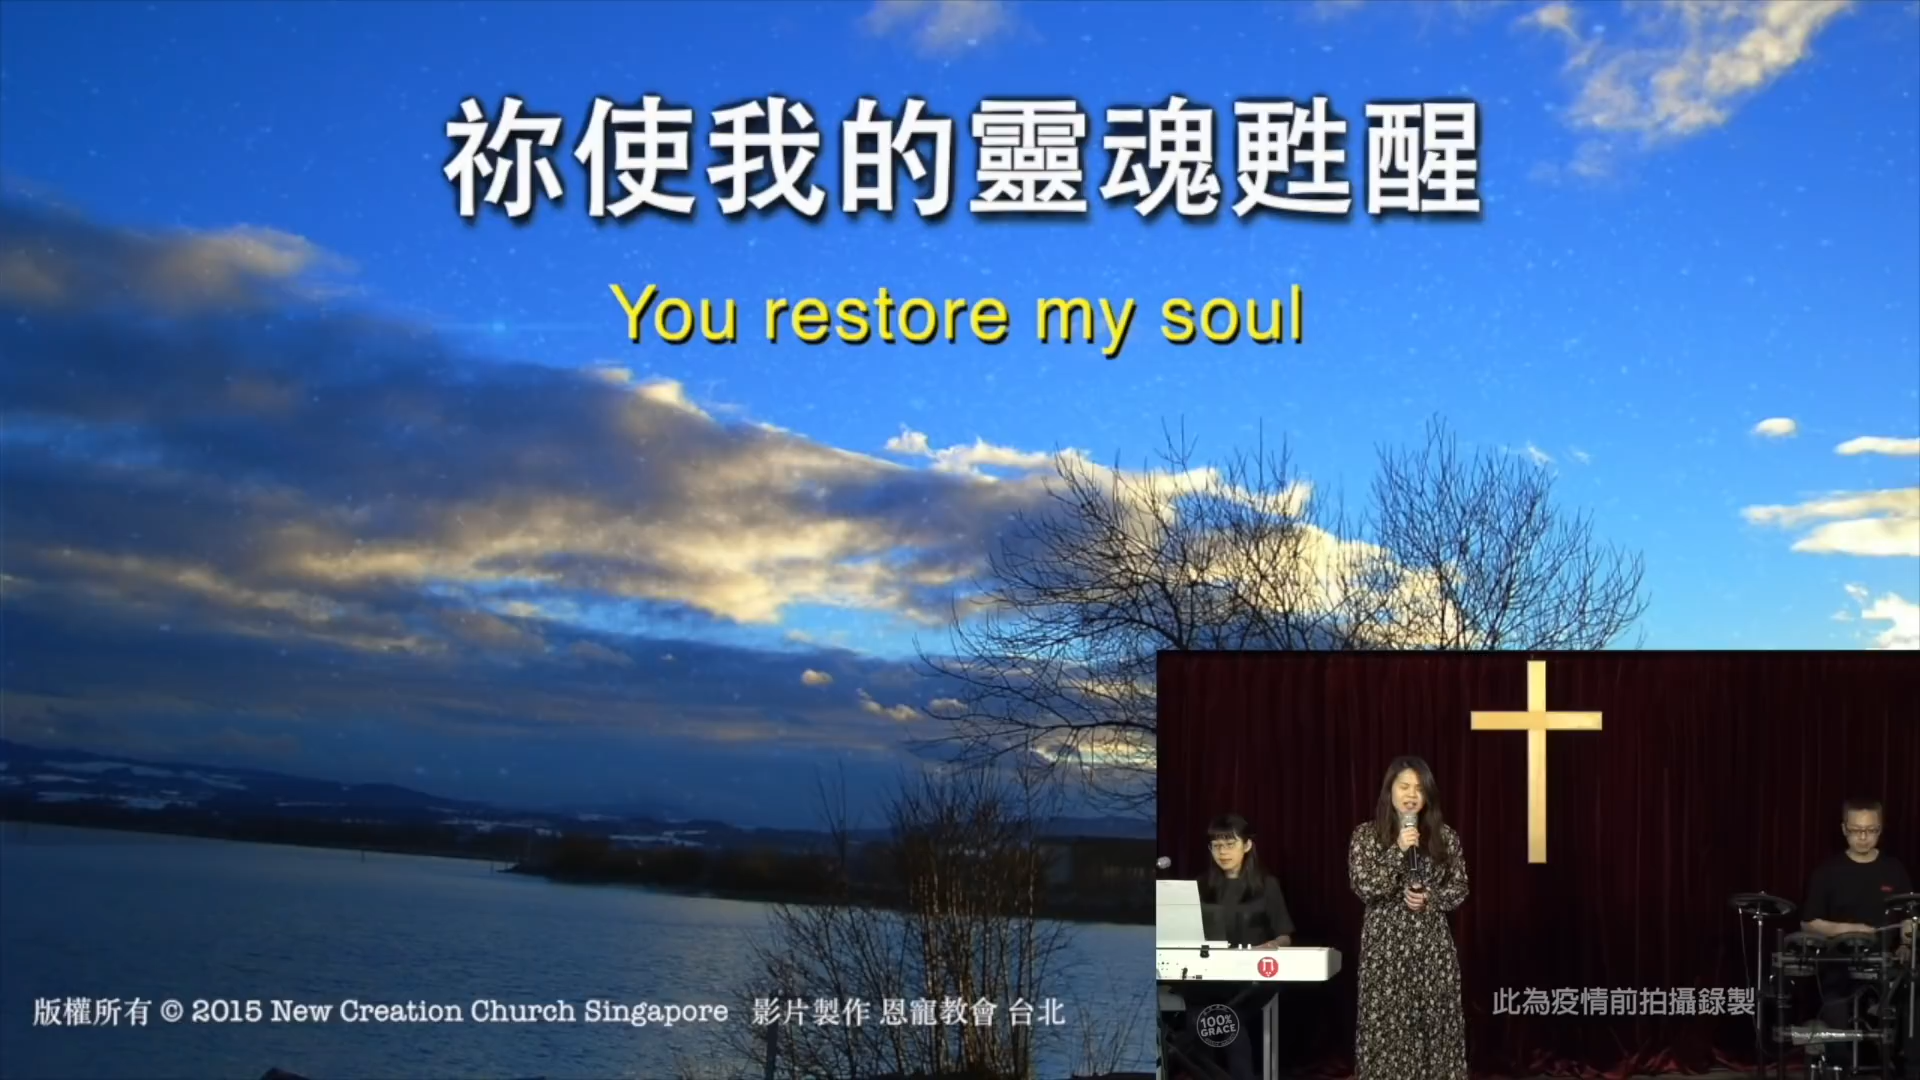 祢使我的靈魂甦醒
You restore my soul
版權所有 © 2015 New Creation Church Singapore 影片製作 恩寵教會 台北
此為疫情前拍攝錄製
100%
GRACE